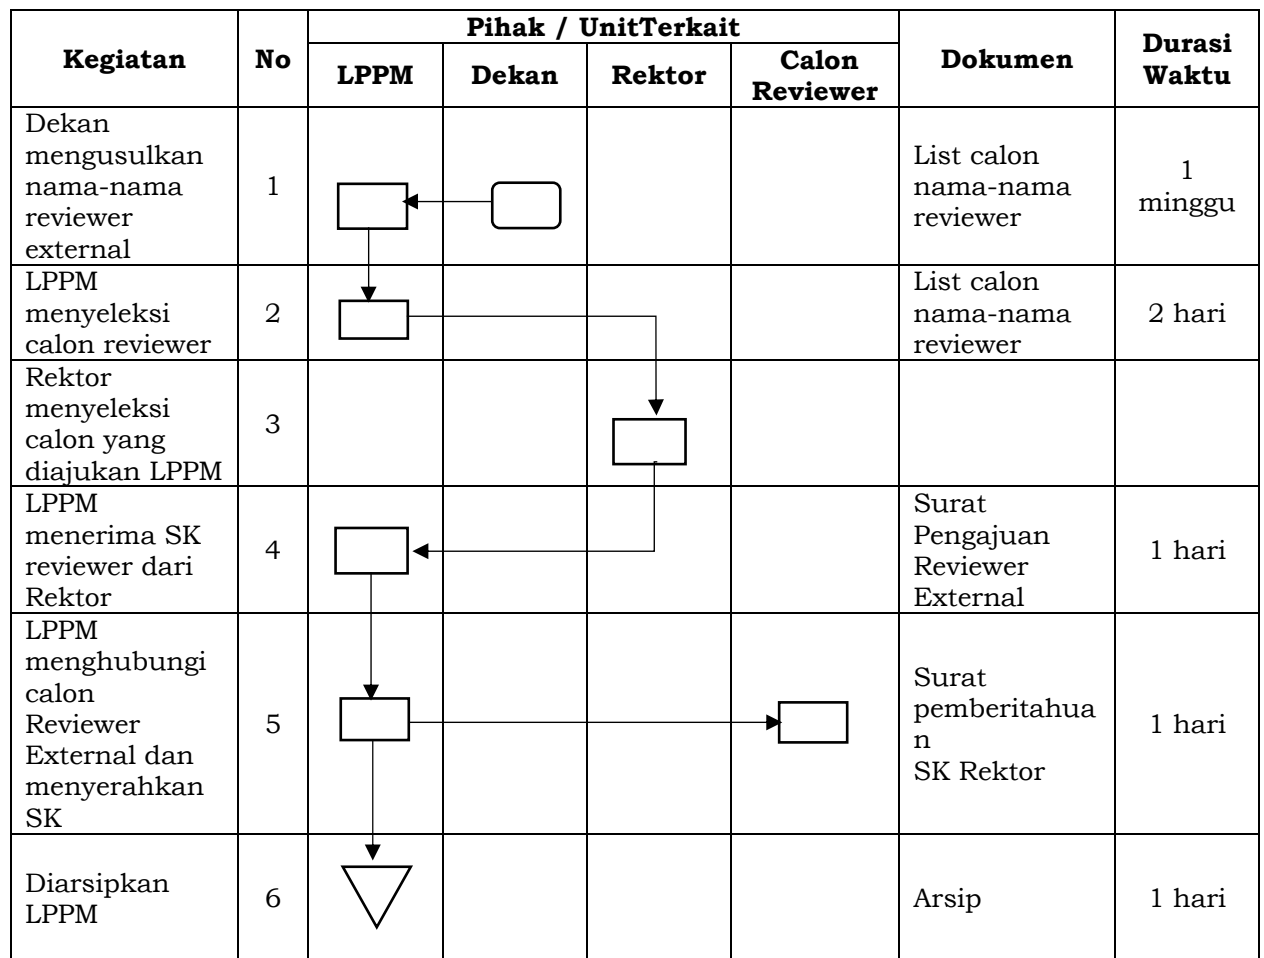 Kegiatan
No
Pihak / UnitTerkait
Dokumen
Durasi
Waktu
LPPM
Dekan
Rektor
Calon
Reviewer
Dekan
mengusulkan
nama-nama
reviewer
external
1
List calon
nama-nama
reviewer
1
minggu
LPPM
menyeleksi
calon reviewer
2
List calon
nama-nama
reviewer
2 hari
Rektor
menyeleksi
calon yang
diajukan LPPM
3
LPPM
menerima SK
reviewer dari
Rektor
4
Surat
Pengajuan
Reviewer
External
1 hari
LPPM
menghubungi
calon
Reviewer
External dan
menyerahkan
SK
5
Surat
pemberitahua
n
SK Rektor
1 hari
Diarsipkan
LPPM
6
Arsip
1 hari